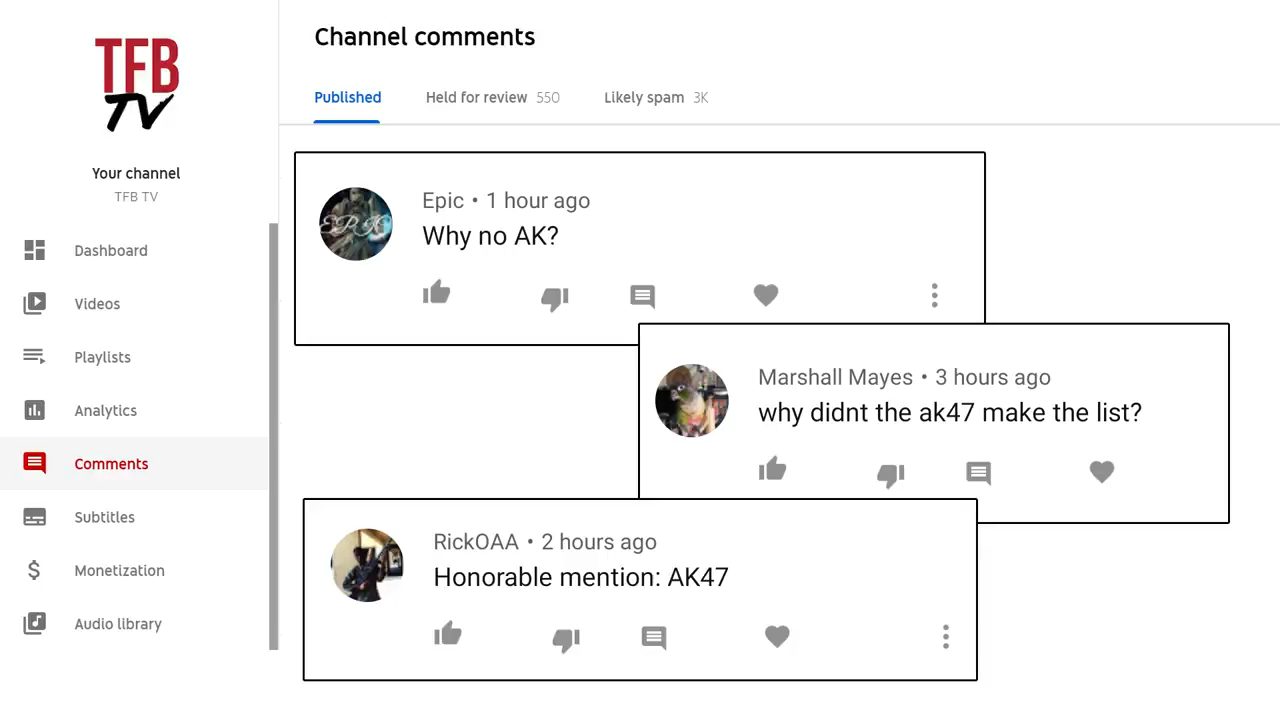 TFB
TV
Your channel
TFB TV
Dashboard
Videos
Playlists
Analytics
Comments
Subtitles
Monetization
Audio library
Channel comments
Published
Held for review 550
Likely spam 3K
EPIC
Epic • 1 hour ago
Why no AK?
Marshall Mayes • 3 hours ago
why didnt the ak47 make the list?
RickOAA • 2 hours ago
Honorable mention: AK47